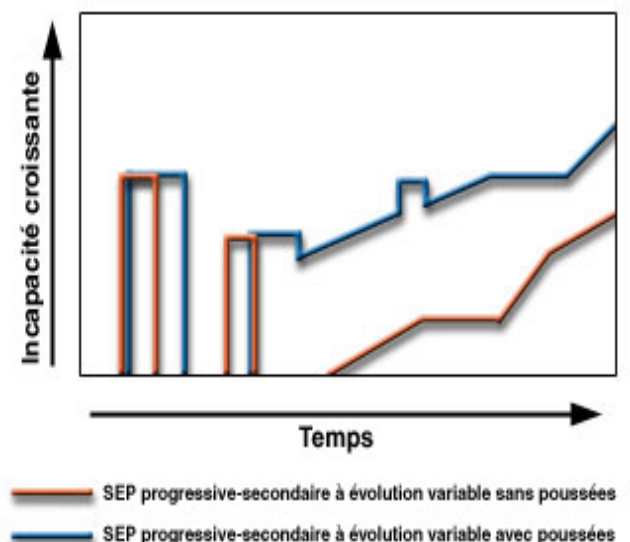 Incapacité croissante
Temps
SEP progressive-secondaire à évolution variable sans poussées
SEP progressive-secondaire à évolution variable avec poussées